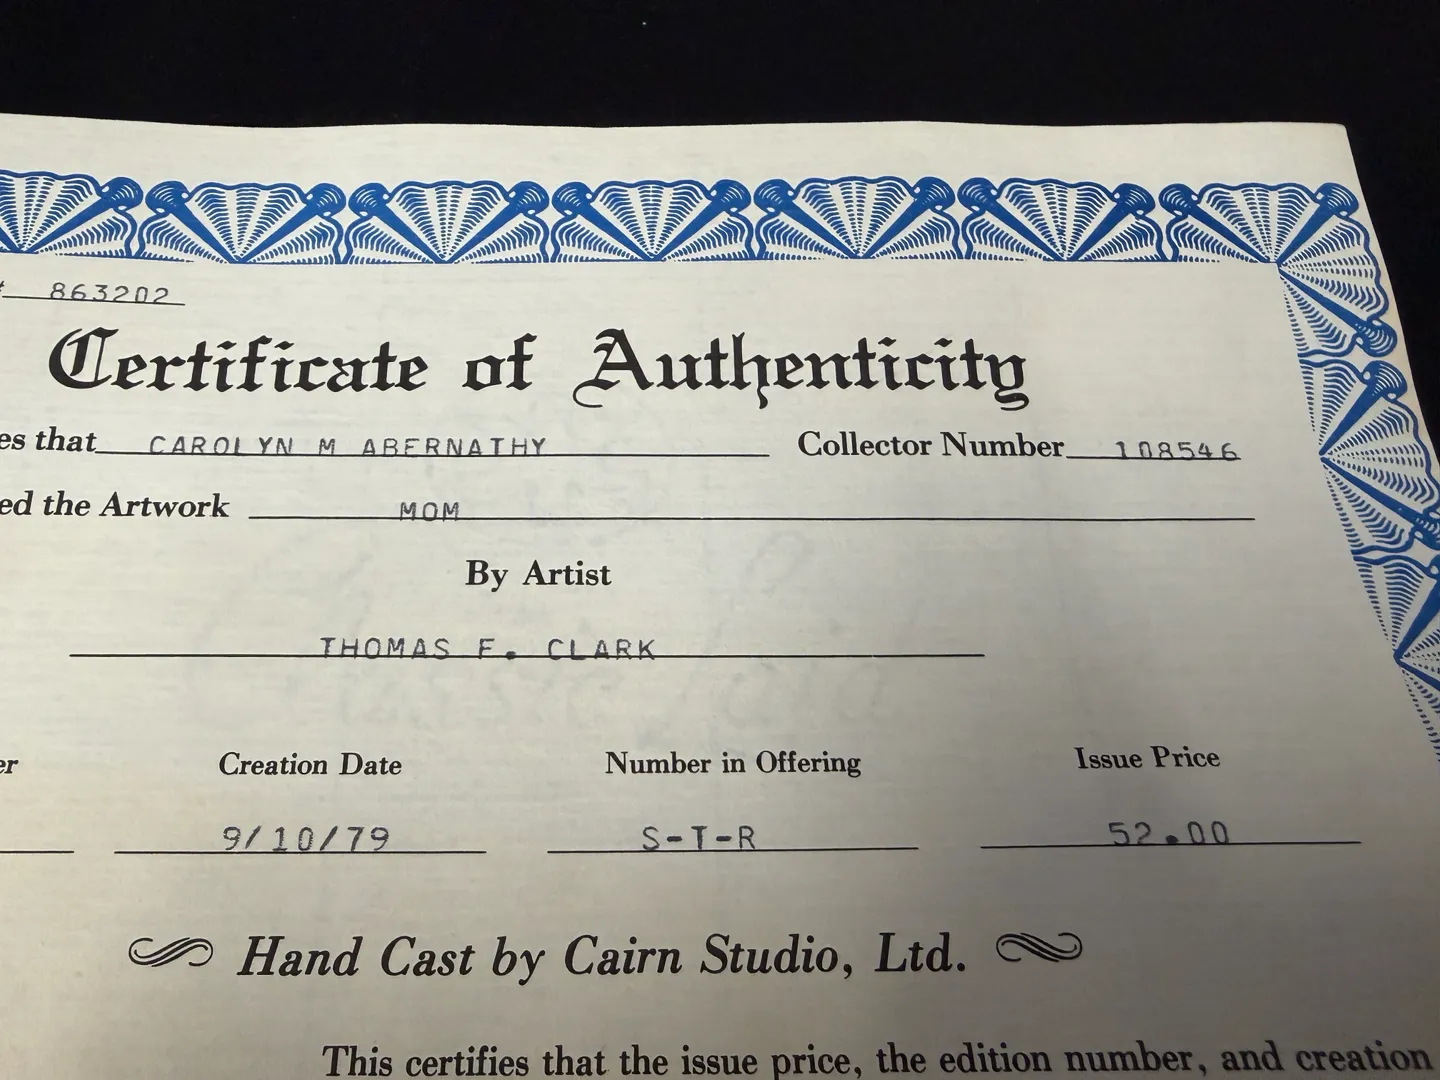 # 863202
Certificate of Authenticity
es that CAROLYN M ABERNATHY Collector Number 108546
ed the Artwork MOM
By Artist
THOMAS F. CLARK
er Creation Date Number in Offering Issue Price
9/10/79 S-T-R 52.00
Hand Cast by Cairn Studio, Ltd.
This certifies that the issue price, the edition number, and creation